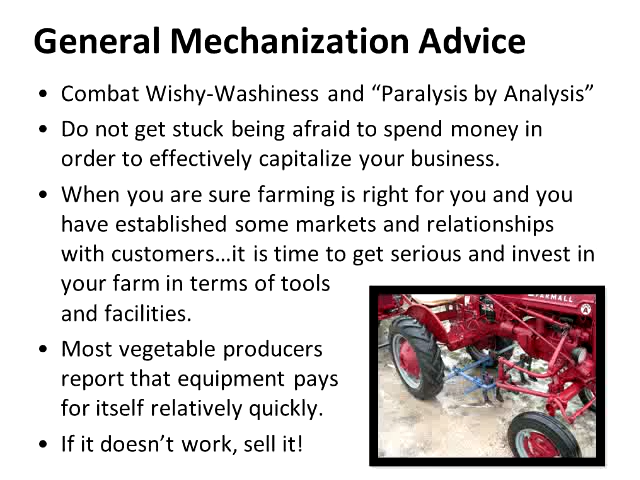 General Mechanization Advice
• Combat Wishy-Washiness and “Paralysis by Analysis”
• Do not get stuck being afraid to spend money in
order to effectively capitalize your business.
• When you are sure farming is right for you and you
have established some markets and relationships
with customers…it is time to get serious and invest in
your farm in terms of tools
and facilities.
FARMALL
A
• Most vegetable producers
report that equipment pays
for itself relatively quickly.
• If it doesn’t work, sell it!